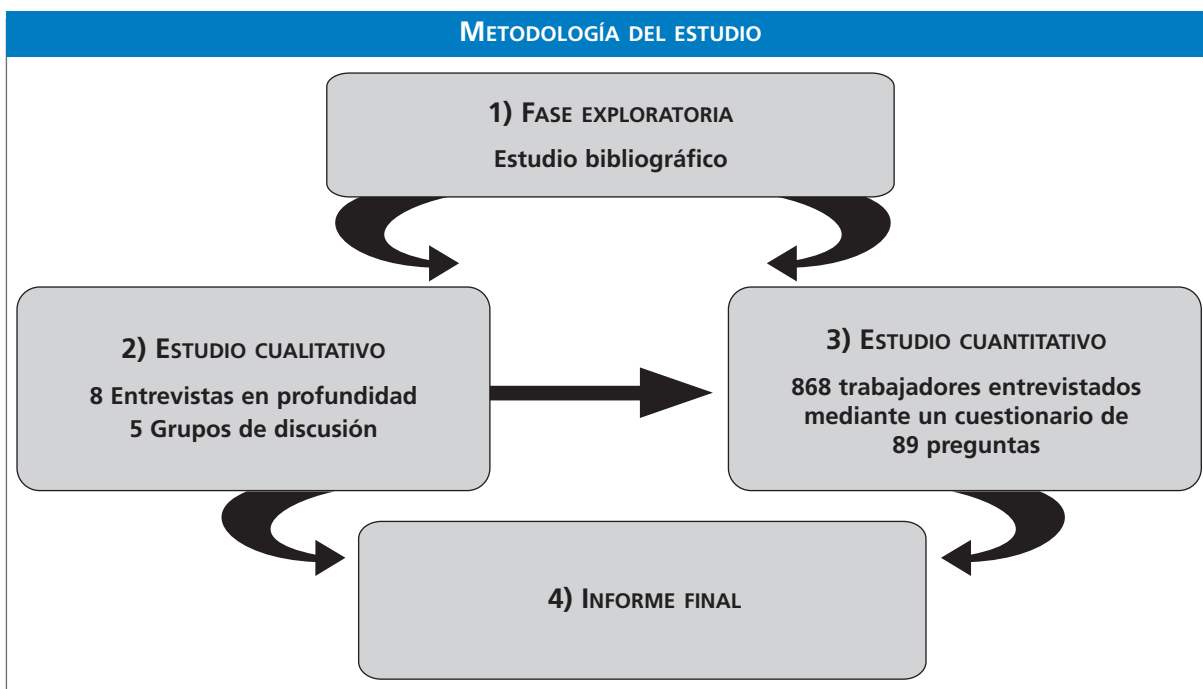 METODOLOGÍA DEL ESTUDIO
1) FASE EXPLORATORIA
Estudio bibliográfico
2) ESTUDIO CUALITATIVO
8 Entrevistas en profundidad
5 Grupos de discusión
3) ESTUDIO CUANTITATIVO
868 trabajadores entrevistados
mediante un cuestionario de
89 preguntas
4) INFORME FINAL